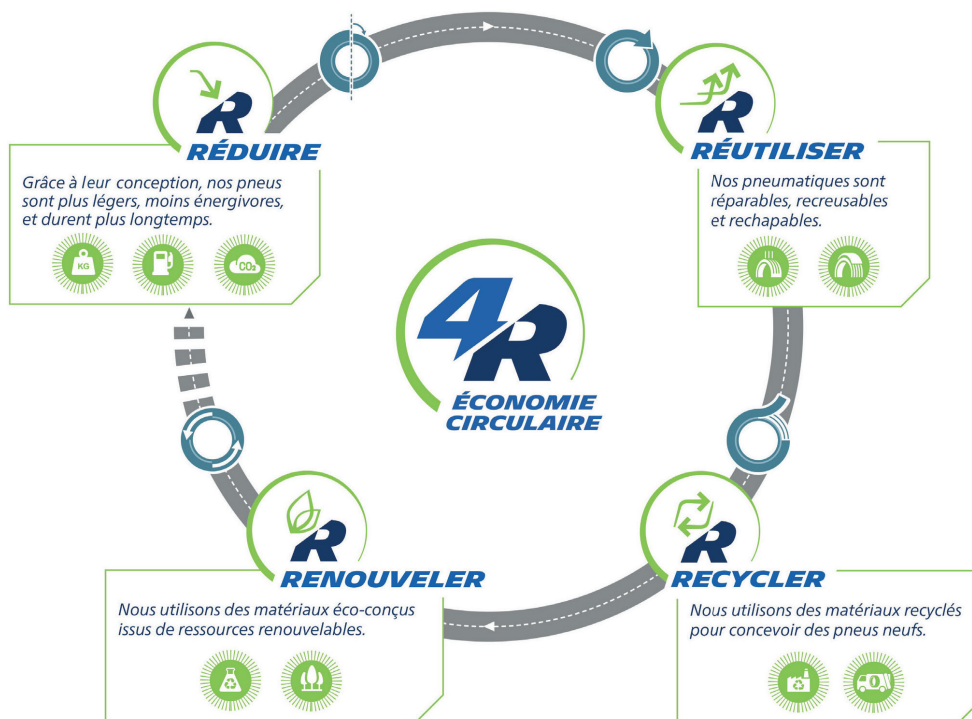 R
RÉDUIRE
Grâce à leur conception, nos pneus
sont plus légers, moins énergivores,
et durent plus longtemps.
KG
CO₂
R
RÉUTILISER
Nos pneumatiques sont
réparables, recreusables
et rechapables.
4R
ÉCONOMIE
CIRCULAIRE
R
RENOUVELER
Nous utilisons des matériaux éco-conçus
issus de ressources renouvelables.
R
RECYCLER
Nous utilisons des matériaux recyclés
pour concevoir des pneus neufs.